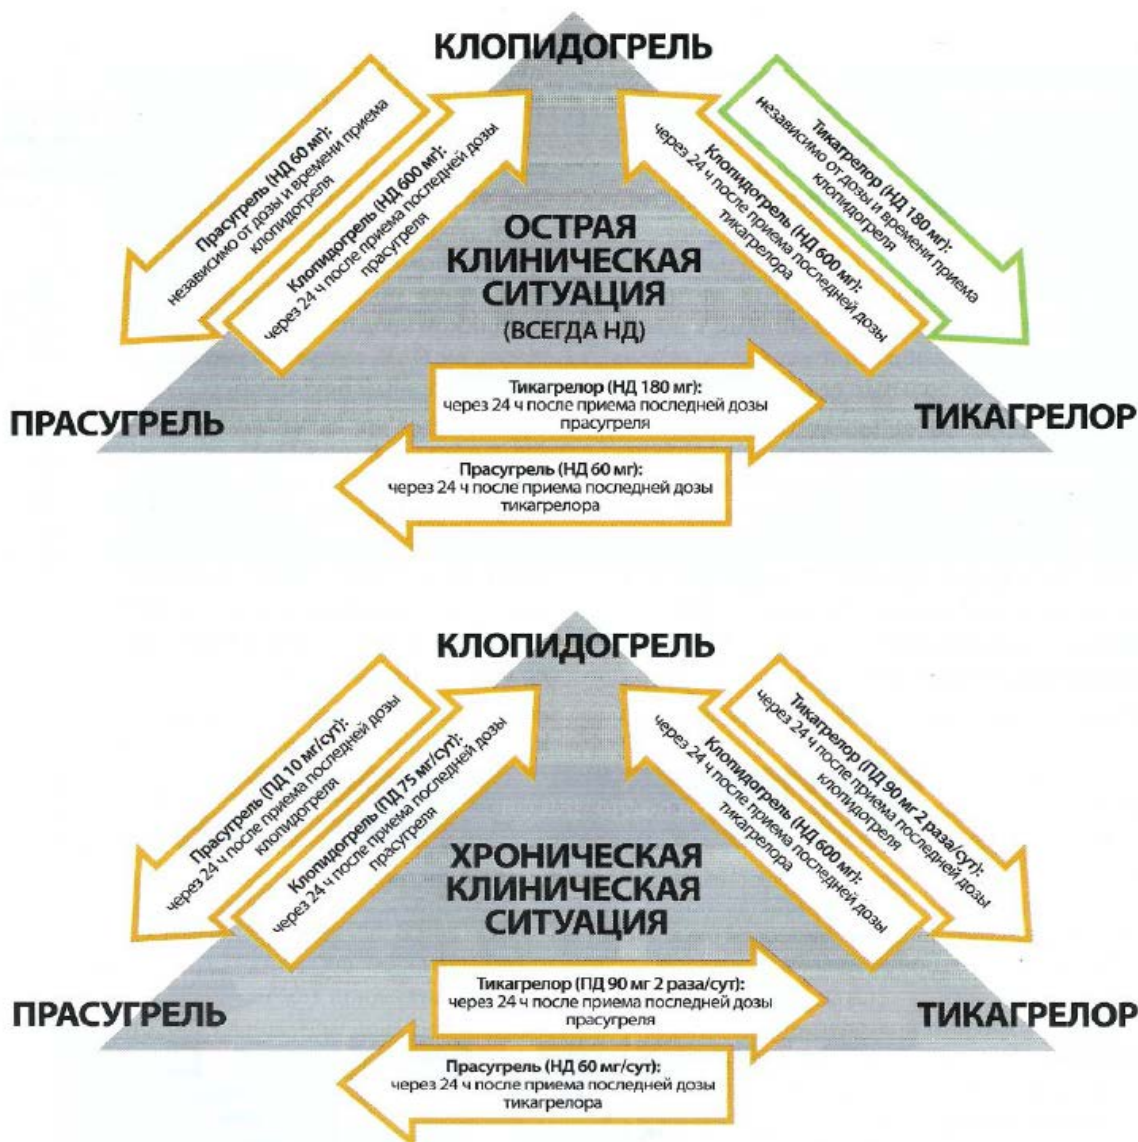 КЛОПИДОГРЕЛЬ
Прасугрель (НД 60 мг):
независимо от дозы и времени приема
клопидогреля
Клопидогрель (НД 600 мг):
через 24 ч после приема последней дозы
прасугреля
Клопидогрель (НД 600 мг):
через 24 ч после приема последней дозы
тикагрелора
Тикагрелор (НД 180 мг):
независимо от дозы и времени приема
клопидогреля
ОСТРАЯ
КЛИНИЧЕСКАЯ
СИТУАЦИЯ
(ВСЕГДА НД)
ПРАСУГРЕЛЬ
ТИКАГРЕЛОР
Тикагрелор (НД 180 мг):
через 24 ч после приема последней дозы
прасугреля
Прасугрель (НД 60 мг):
через 24 ч после приема последней дозы
тикагрелора
КЛОПИДОГРЕЛЬ
Прасугрель (ПД 10 мг/сут):
через 24 ч после приема последней дозы
клопидогреля
Клопидогрель (ПД 75 мг/сут):
через 24 ч после приема последней дозы
прасугреля
Клопидогрель (НД 600 мг):
через 24 ч после приема последней дозы
тикагрелора
Тикагрелор (ПД 90 мг 2 раза/сут):
через 24 ч после приема последней дозы
клопидогреля
ХРОНИЧЕСКАЯ
КЛИНИЧЕСКАЯ
СИТУАЦИЯ
ПРАСУГРЕЛЬ
ТИКАГРЕЛОР
Тикагрелор (ПД 90 мг 2 раза/сут):
через 24 ч после приема последней дозы
прасугреля
Прасугрель (НД 60 мг/сут):
через 24 ч после приема последней дозы
тикагрелора